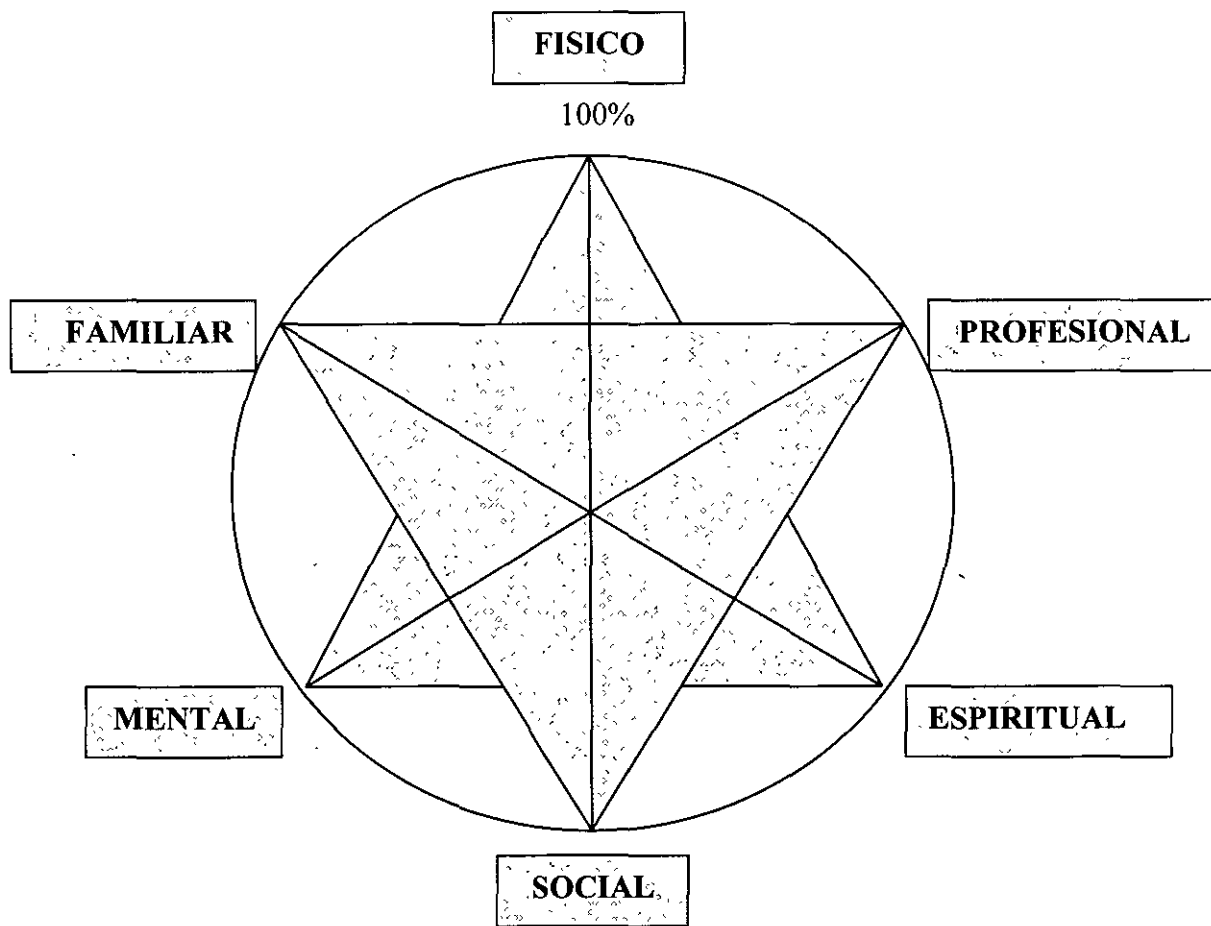 FISICO
100%
FAMILIAR
PROFESIONAL
MENTAL
ESPIRITUAL
SOCIAL